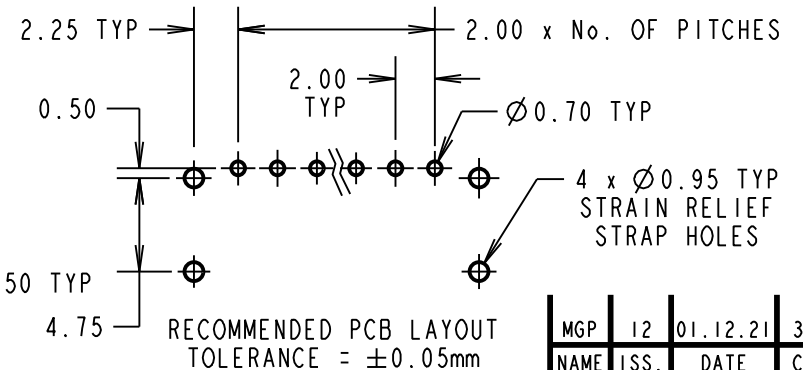 2.25 TYP
2.00 x No. OF PITCHES
2.00
TYP
0.50
Ø0.70 TYP
4 x Ø0.95 TYP
STRAIN RELIEF
STRAP HOLES
50 TYP
4.75
RECOMMENDED PCB LAYOUT
TOLERANCE = ±0.05mm
MGP 12 01.12.21 3
NAME ISS. DATE C